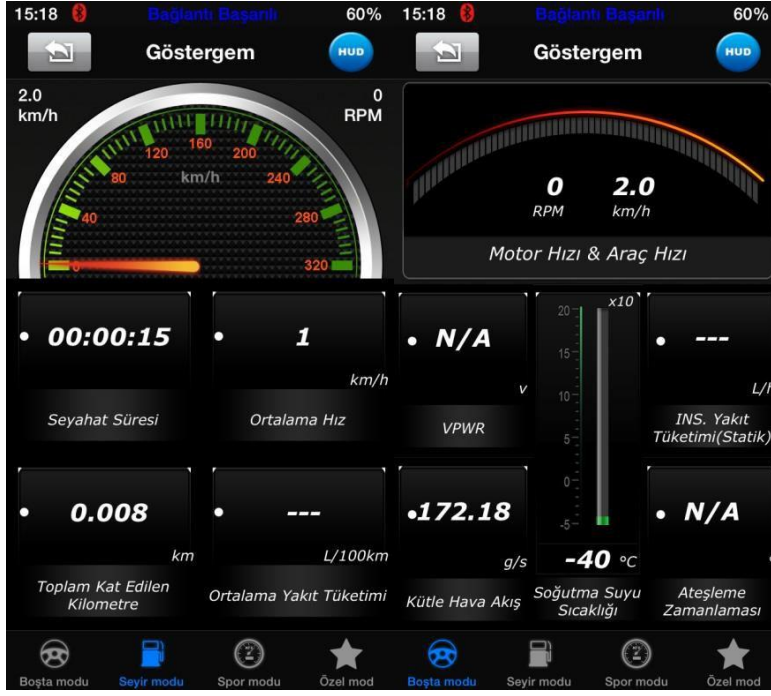 15:18 Bağlantı Başarılı 60%
Göstergem HUD
2.0 km/h
0 RPM
0 40 80 120 160 200 240 280 320
km/h
00:00:15
Seyahat Süresi
1 km/h
Ortalama Hız
0.008 km
Toplam Kat Edilen
Kilometre
--- L/100km
Ortalama Yakıt Tüketimi
Boşta modu Seyir modu Spor modu Özel mod
15:18 Bağlantı Başarılı 60%
Göstergem HUD
0 2.0
RPM km/h
Motor Hızı & Araç Hızı
N/A v
VPWR
x10
20
15
10
5
0
-5
-40 °C
Soğutma Suyu
Sıcaklığı
---
INS. Yakıt
Tüketimi(Statik)
172.18 g/s
Kütle Hava Akış
N/A
Ateşleme
Zamanlaması
Boşta modu Seyir modu Spor modu Özel mod